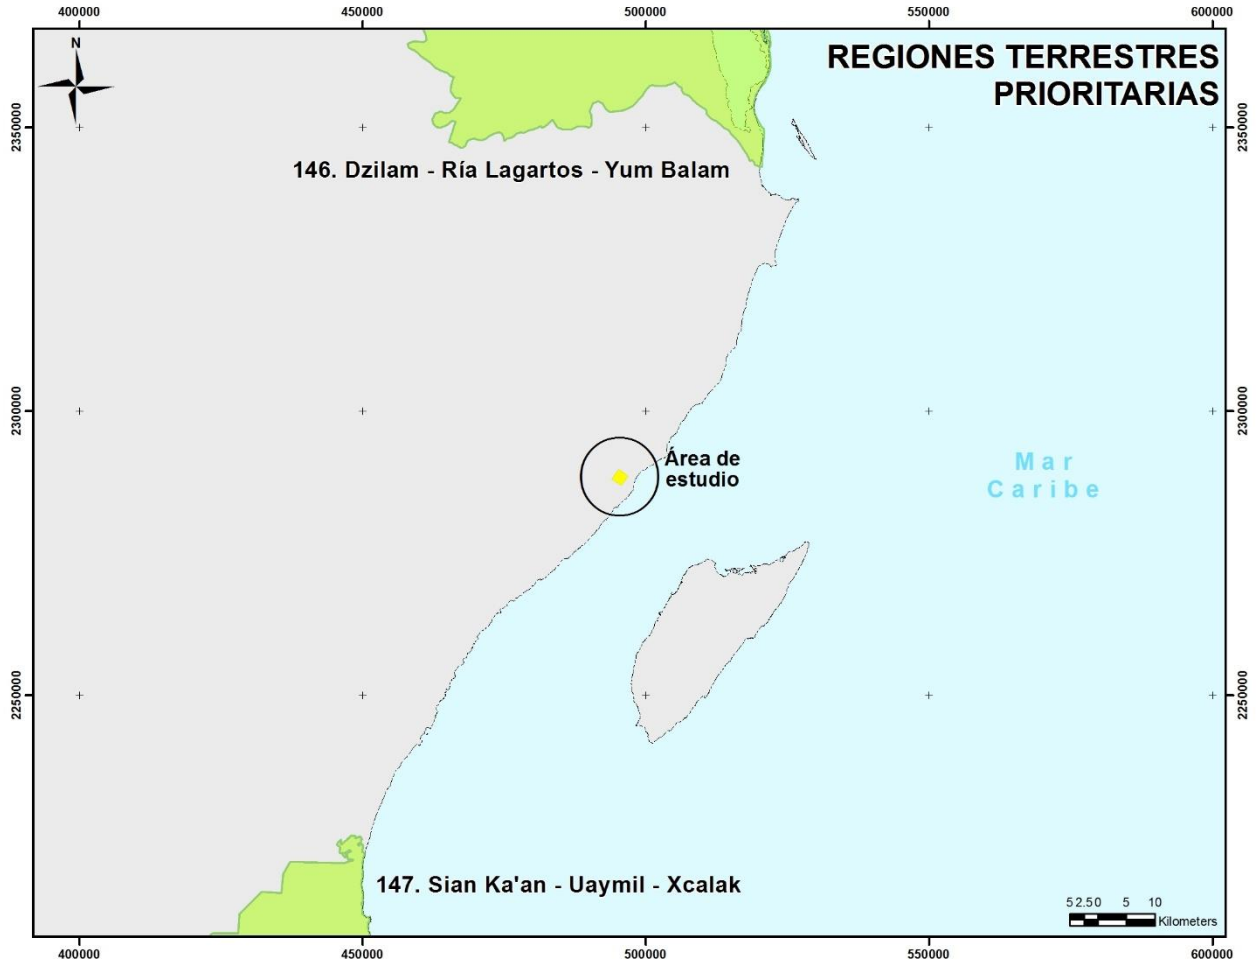 400000 450000 500000 550000 600000
N
REGIONES TERRESTRES
PRIORITARIAS
2350000 2350000
146. Dzilam - Ría Lagartos - Yum Balam
2300000 2300000
Área de
estudio
Mar
Caribe
2250000 2250000
147. Sian Ka'an - Uaymil - Xcalak
5 2.5 0 5 10
Kilometers
400000 450000 500000 550000 600000